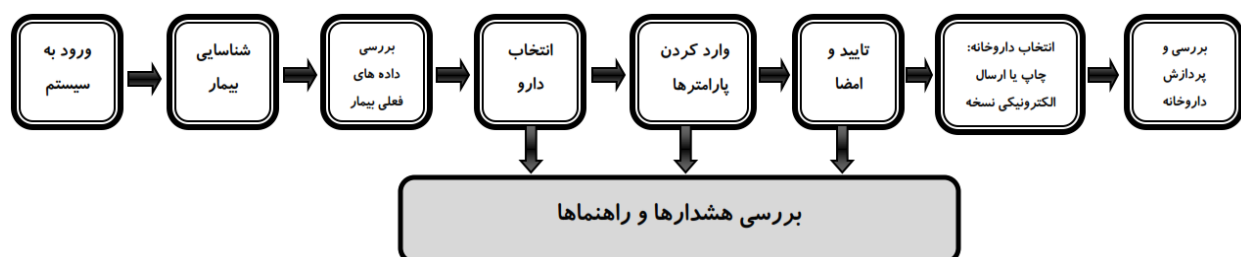 ورود به
سیستم
شناسایی
بیمار
بررسی
داده های
فعلی بیمار
انتخاب
دارو
وارد کردن
پارامترها
تایید و
امضا
انتخاب داروخانه:
چاپ یا ارسال
الکترونیکی نسخه
بررسی و
پردازش
داروخانه
بررسی هشدارها و راهنماها